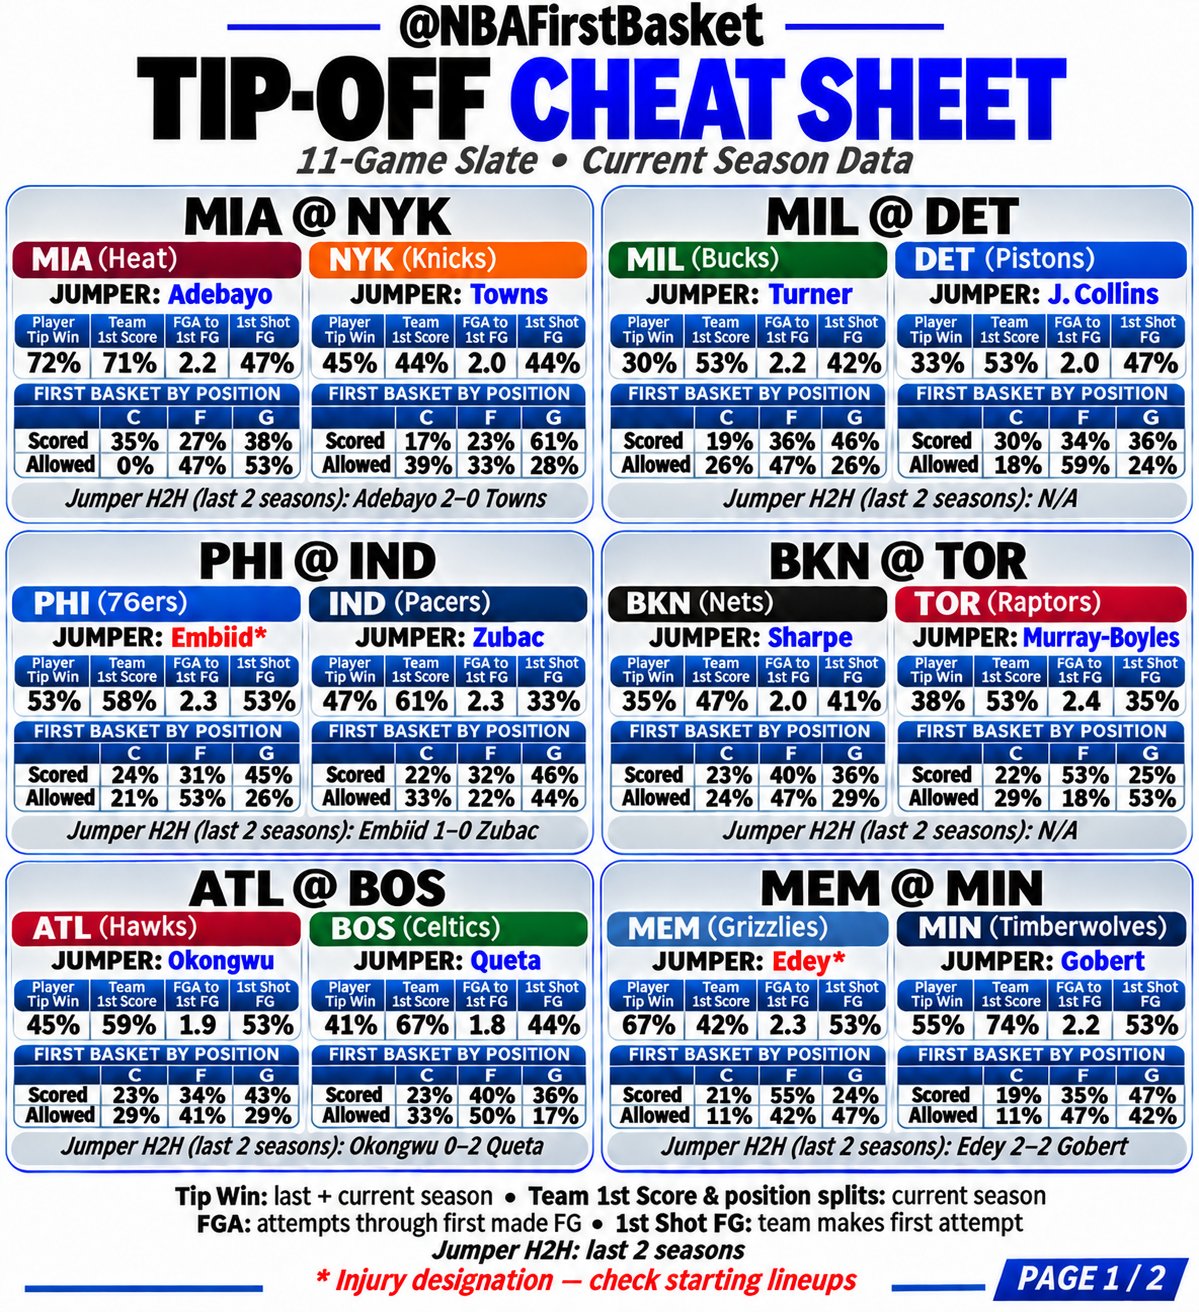 @NBAFirstBasket
TIP-OFF CHEAT SHEET
11-Game Slate • Current Season Data
MIA @ NYK
MIA (Heat) NYK (Knicks)
JUMPER: Adebayo JUMPER: Towns
Player Tip Win Team 1st Score FGA to 1st FG 1st Shot FG Player Tip Win Team 1st Score FGA to 1st FG 1st Shot FG
72% 71% 2.2 47% 45% 44% 2.0 44%
FIRST BASKET BY POSITION FIRST BASKET BY POSITION
C F G C F G
Scored 35% 27% 38% Scored 17% 23% 61%
Allowed 0% 47% 53% Allowed 39% 33% 28%
Jumper H2H (last 2 seasons): Adebayo 2–0 Towns
MIL @ DET
MIL (Bucks) DET (Pistons)
JUMPER: Turner JUMPER: J. Collins
Player Tip Win Team 1st Score FGA to 1st FG 1st Shot FG Player Tip Win Team 1st Score FGA to 1st FG 1st Shot FG
30% 53% 2.2 42% 33% 53% 2.0 47%
FIRST BASKET BY POSITION FIRST BASKET BY POSITION
C F G C F G
Scored 19% 36% 46% Scored 30% 34% 36%
Allowed 26% 47% 26% Allowed 18% 59% 24%
Jumper H2H (last 2 seasons): N/A
PHI @ IND
PHI (76ers) IND (Pacers)
JUMPER: Embiid* JUMPER: Zubac
Player Tip Win Team 1st Score FGA to 1st FG 1st Shot FG Player Tip Win Team 1st Score FGA to 1st FG 1st Shot FG
53% 58% 2.3 53% 47% 61% 2.3 33%
FIRST BASKET BY POSITION FIRST BASKET BY POSITION
C F G C F G
Scored 24% 31% 45% Scored 22% 32% 46%
Allowed 21% 53% 26% Allowed 33% 22% 44%
Jumper H2H (last 2 seasons): Embiid 1–0 Zubac
BKN @ TOR
BKN (Nets) TOR (Raptors)
JUMPER: Sharpe JUMPER: Murray-Boyles
Player Tip Win Team 1st Score FGA to 1st FG 1st Shot FG Player Tip Win Team 1st Score FGA to 1st FG 1st Shot FG
35% 47% 2.0 41% 38% 53% 2.4 35%
FIRST BASKET BY POSITION FIRST BASKET BY POSITION
C F G C F G
Scored 23% 40% 36% Scored 22% 53% 25%
Allowed 24% 47% 29% Allowed 29% 18% 53%
Jumper H2H (last 2 seasons): N/A
ATL @ BOS
ATL (Hawks) BOS (Celtics)
JUMPER: Okongwu JUMPER: Queta
Player Tip Win Team 1st Score FGA to 1st FG 1st Shot FG Player Tip Win Team 1st Score FGA to 1st FG 1st Shot FG
45% 59% 1.9 53% 41% 67% 1.8 44%
FIRST BASKET BY POSITION FIRST BASKET BY POSITION
C F G C F G
Scored 23% 34% 43% Scored 23% 40% 36%
Allowed 29% 41% 29% Allowed 33% 50% 17%
Jumper H2H (last 2 seasons): Okongwu 0–2 Queta
MEM @ MIN
MEM (Grizzlies) MIN (Timberwolves)
JUMPER: Edey* JUMPER: Gobert
Player Tip Win Team 1st Score FGA to 1st FG 1st Shot FG Player Tip Win Team 1st Score FGA to 1st FG 1st Shot FG
67% 42% 2.3 53% 55% 74% 2.2 53%
FIRST BASKET BY POSITION FIRST BASKET BY POSITION
C F G C F G
Scored 21% 55% 24% Scored 19% 35% 47%
Allowed 11% 42% 47% Allowed 11% 47% 42%
Jumper H2H (last 2 seasons): Edey 2–2 Gobert
Tip Win: last + current season • Team 1st Score & position splits: current season
FGA: attempts through first made FG • 1st Shot FG: team makes first attempt
Jumper H2H: last 2 seasons
* Injury designation — check starting lineups
PAGE 1 / 2